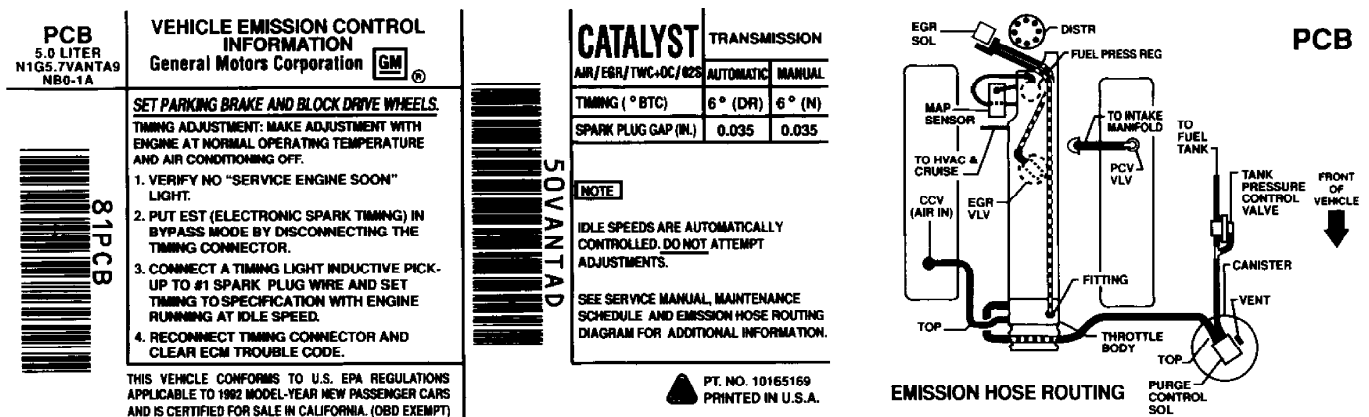 PCB
5.0 LITER
N1G5.7VANTA9
NB0-1A
81PCB
VEHICLE EMISSION CONTROL
INFORMATION
General Motors Corporation GM ®
SET PARKING BRAKE AND BLOCK DRIVE WHEELS.
TIMING ADJUSTMENT: MAKE ADJUSTMENT WITH
ENGINE AT NORMAL OPERATING TEMPERATURE
AND AIR CONDITIONING OFF.
1. VERIFY NO "SERVICE ENGINE SOON"
LIGHT.
2. PUT EST (ELECTRONIC SPARK TIMING) IN
BYPASS MODE BY DISCONNECTING THE
TIMING CONNECTOR.
3. CONNECT A TIMING LIGHT INDUCTIVE PICK-
UP TO #1 SPARK PLUG WIRE AND SET
TIMING TO SPECIFICATION WITH ENGINE
RUNNING AT IDLE SPEED.
4. RECONNECT TIMING CONNECTOR AND
CLEAR ECM TROUBLE CODE.
THIS VEHICLE CONFORMS TO U.S. EPA REGULATIONS
APPLICABLE TO 1992 MODEL-YEAR NEW PASSENGER CARS
AND IS CERTIFIED FOR SALE IN CALIFORNIA. (OBD EXEMPT)
50VANTAD
CATALYST
TRANSMISSION
AIR/EGR/TWC+OC/O2S AUTOMATIC MANUAL
TIMING (°BTC) 6° (DR) 6° (N)
SPARK PLUG GAP (IN.) 0.035 0.035
NOTE
IDLE SPEEDS ARE AUTOMATICALLY
CONTROLLED. DO NOT ATTEMPT
ADJUSTMENTS.
SEE SERVICE MANUAL, MAINTENANCE
SCHEDULE AND EMISSION HOSE ROUTING
DIAGRAM FOR ADDITIONAL INFORMATION.
PT. NO. 10165169
PRINTED IN U.S.A.
PCB
EGR
SOL
DISTR
FUEL PRESS REG
MAP
SENSOR
TO HVAC &
CRUISE
EGR
VLV
CCV
(AIR IN)
TO INTAKE
MANIFOLD
PCV
VLV
TO
FUEL
TANK
TANK
PRESSURE
CONTROL
VALVE
FRONT
OF
VEHICLE
CANISTER
VENT
FITTING
TOP
THROTTLE
BODY
TOP
PURGE
CONTROL
SOL
EMISSION HOSE ROUTING